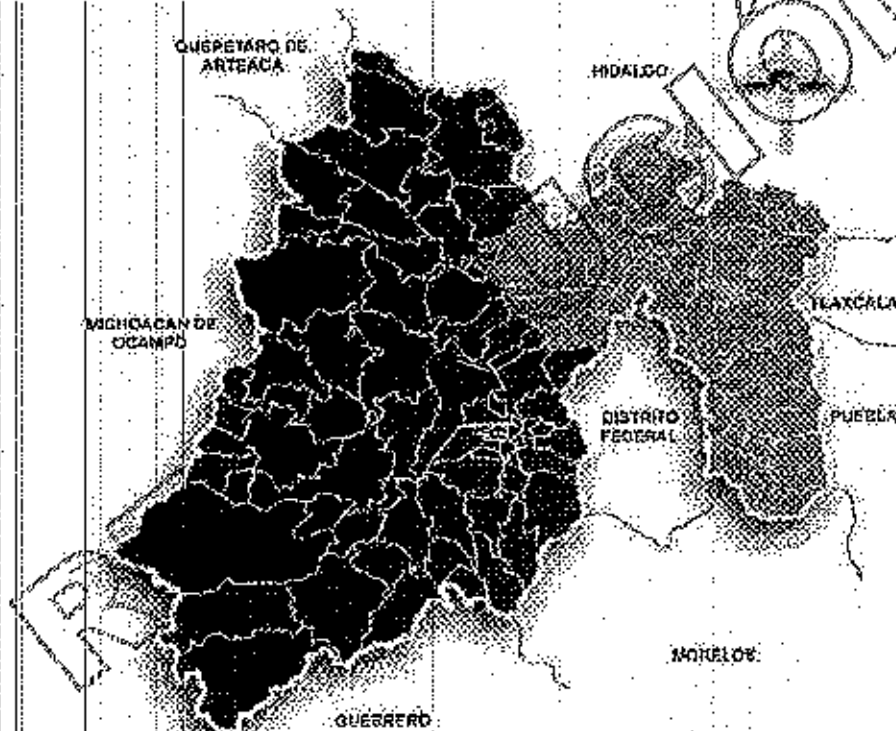 QUERETARO DE
ARTEAGA
HIDALGO
TLAXCALA
MICHOACAN DE
OCAMPO
DISTRITO
FEDERAL
PUEBLA
MORELOS
GUERRERO